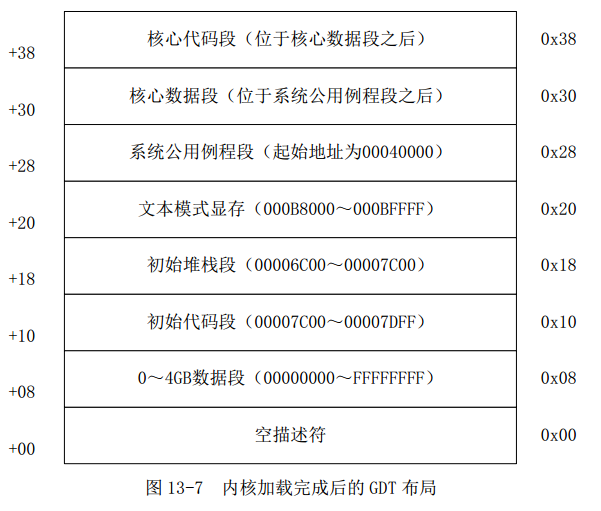 +38 核心代码段（位于核心数据段之后） 0x38
+30 核心数据段（位于系统公用例程段之后） 0x30
+28 系统公用例程段（起始地址为00040000） 0x28
+20 文本模式显存（000B8000～000BFFFF） 0x20
+18 初始堆栈段（00006C00～00007C00） 0x18
+10 初始代码段（00007C00～00007DFF） 0x10
+08 0～4GB数据段（00000000～FFFFFFFF） 0x08
+00 空描述符 0x00
图 13-7 内核加载完成后的 GDT 布局